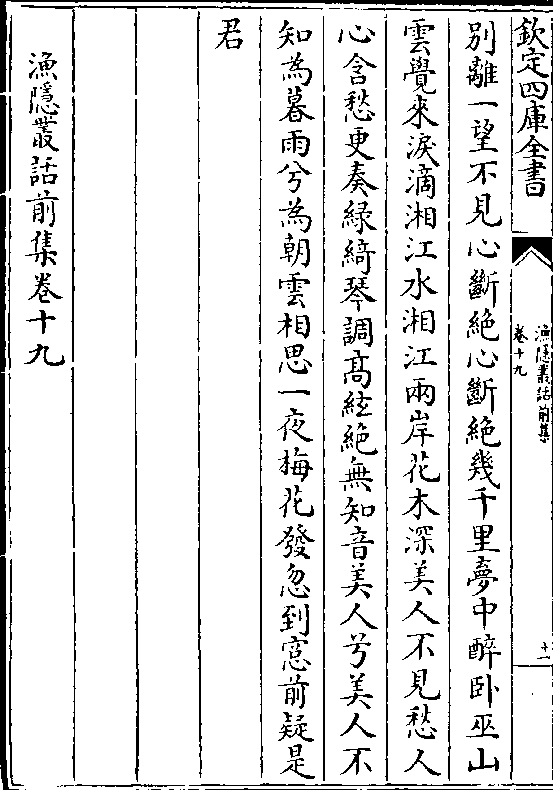 欽定四庫全書
漁隱叢話前集
卷十九
十一
別離一望不見心斷絶心斷絶幾千里夢中醉卧巫山
雲覺來淚滴湘江水湘江兩岸花木深美人不見愁人
心含愁更奏緑綺琴調髙絃絶無知音美人兮美人不
知為暮雨兮為朝雲相思一夜梅花發忽到窓前疑是
君
漁隱叢話前集卷十九